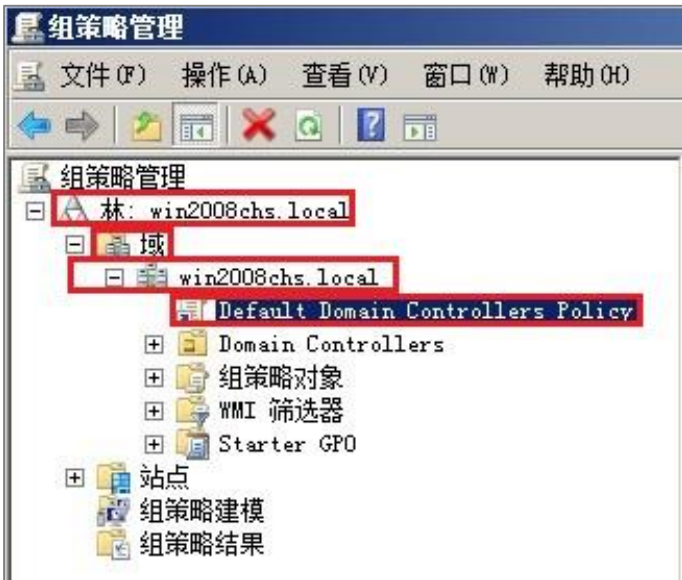 组策略管理
文件(F) 操作(A) 查看(V) 窗口(W) 帮助(H)
组策略管理
林: win2008chs.local
域
win2008chs.local
Default Domain Controllers Policy
Domain Controllers
组策略对象
WMI 筛选器
Starter GPO
站点
组策略建模
组策略结果